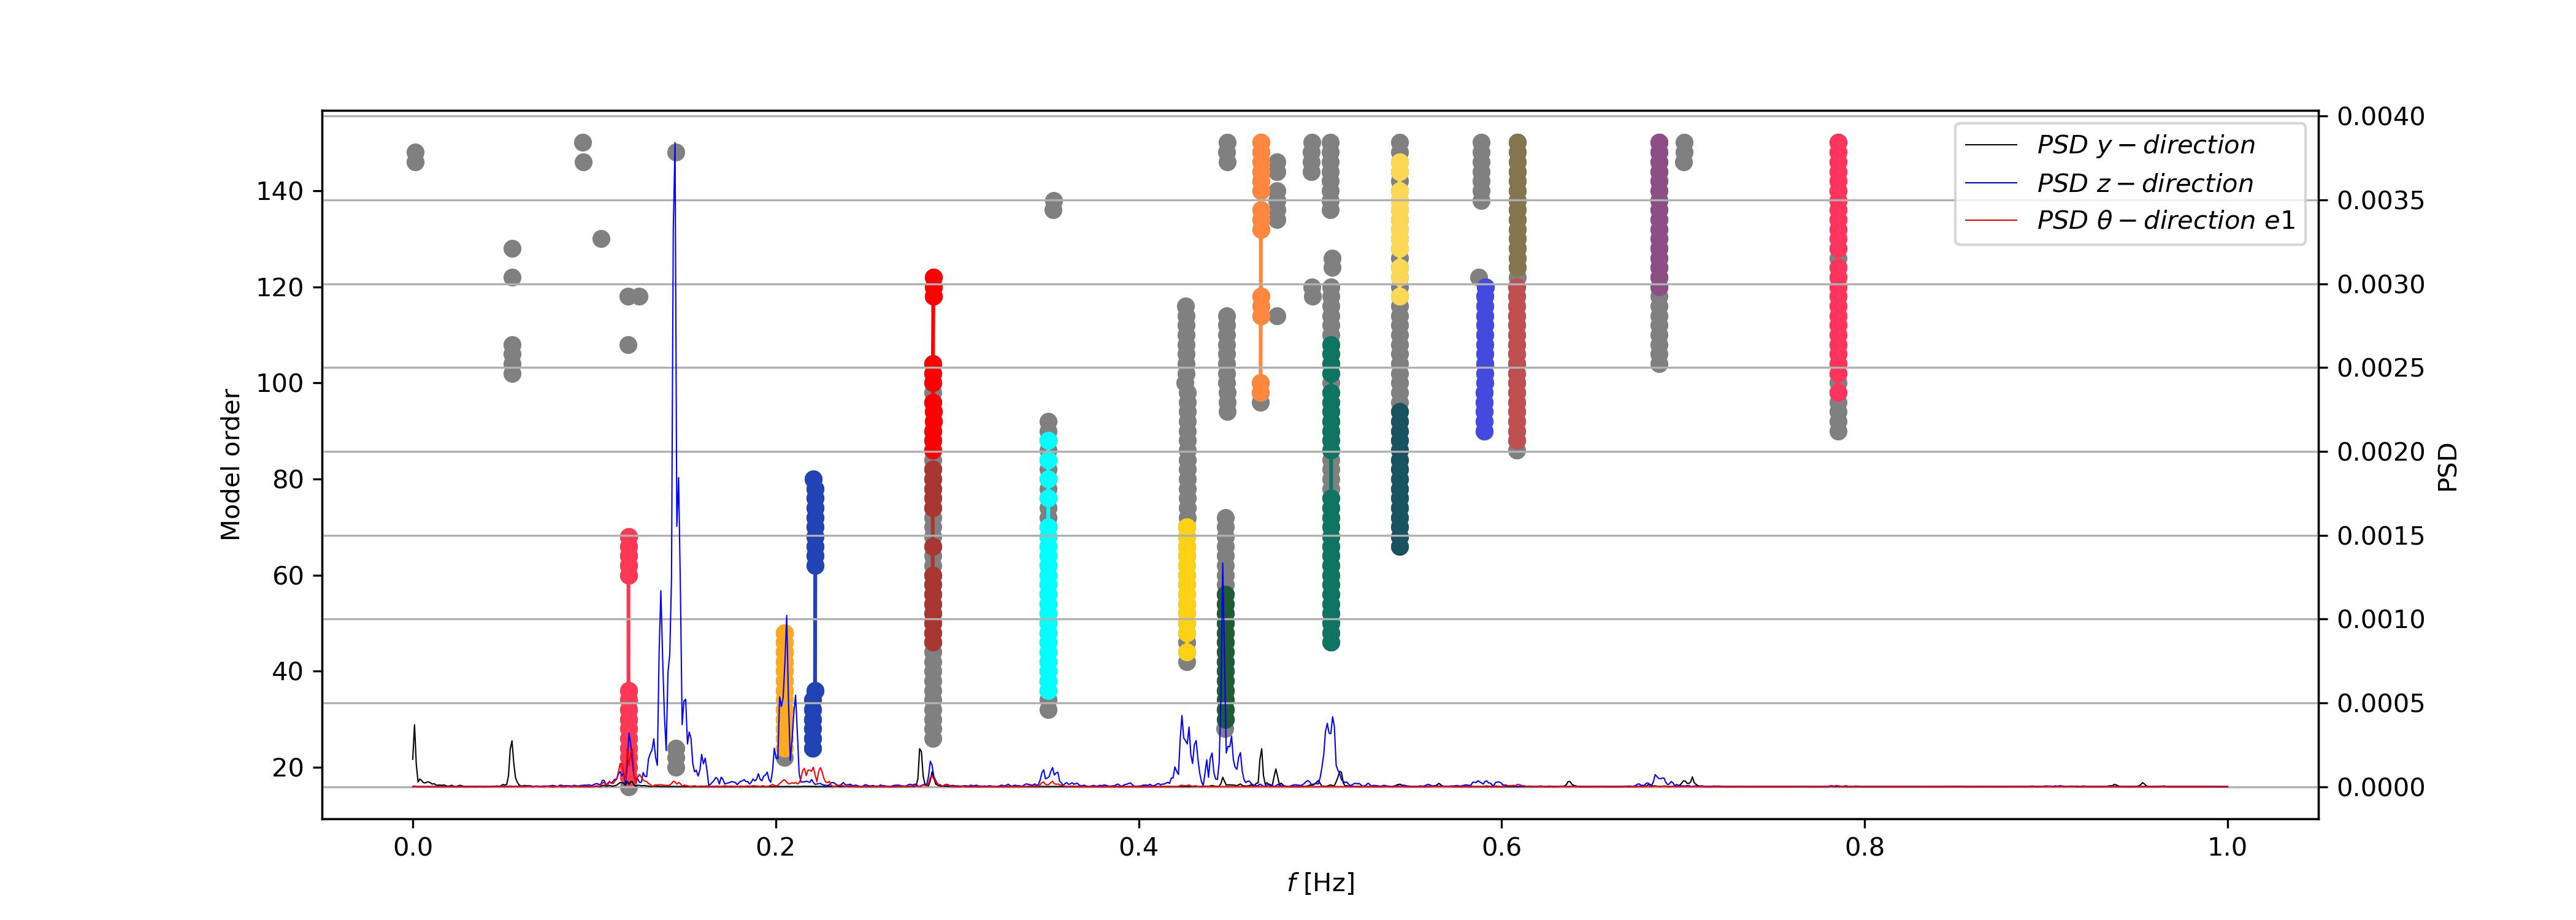 PSD y − direction
PSD z − direction
PSD θ − direction e1
140
120
100
80
60
40
20
Model order
0.0040
0.0035
0.0030
0.0025
0.0020
0.0015
0.0010
0.0005
0.0000
PSD
0.0 0.2 0.4 0.6 0.8 1.0
f [Hz]